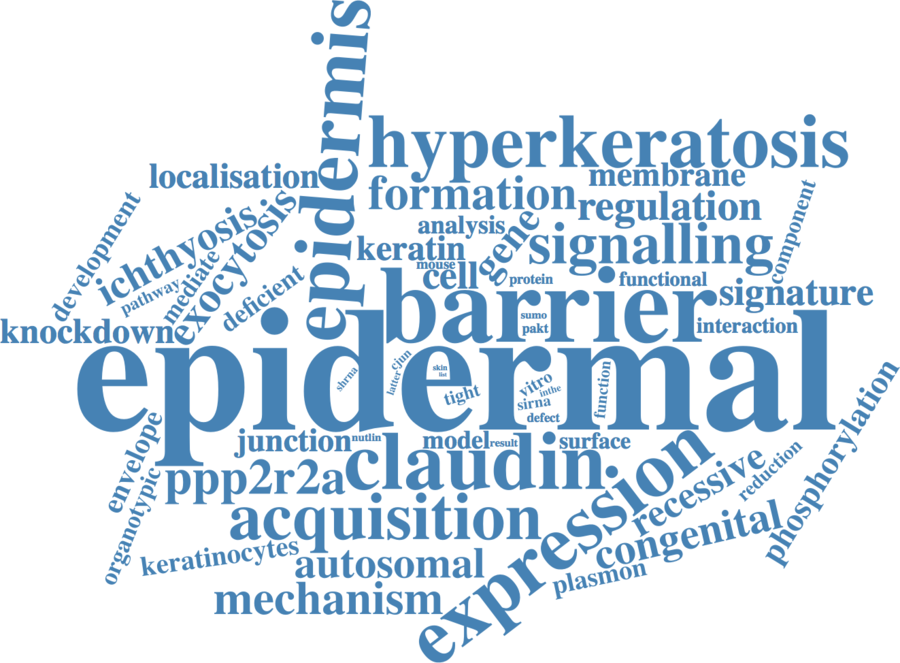 epidermis
hyperkeratosis
localisation
membrane
formation
regulation
development
ichthyosis
exocytosis
analysis
gene
signalling
component
keratin
mouse
cell
protein
functional
pathway
mediate
deficient
barrier
signature
knockdown
sumo
pakt
interaction
epidermal
cjun
latter
shrna
skin
list
tight
vitro
inthe
sirna
defect
function
phosphorylation
envelope
junction
nutlin
model
result
surface
claudin
expression
recessive
reduction
organotypic
ppp2r2a
acquisition
congenital
keratinocytes
autosomal
plasmon
mechanism